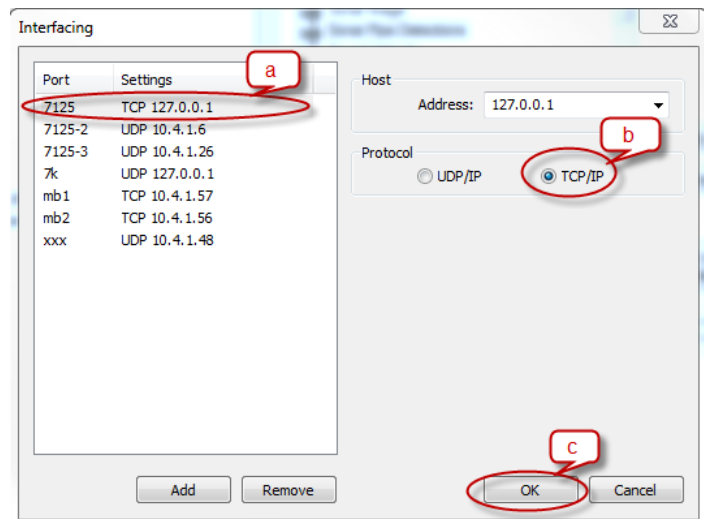 Interfacing
Port Settings
7125 TCP 127.0.0.1
7125-2 UDP 10.4.1.6
7125-3 UDP 10.4.1.26
7k UDP 127.0.0.1
mb1 TCP 10.4.1.57
mb2 TCP 10.4.1.56
xxx UDP 10.4.1.48
a
Host
Address: 127.0.0.1
b
Protocol
UDP/IP TCP/IP
c
Add Remove OK Cancel